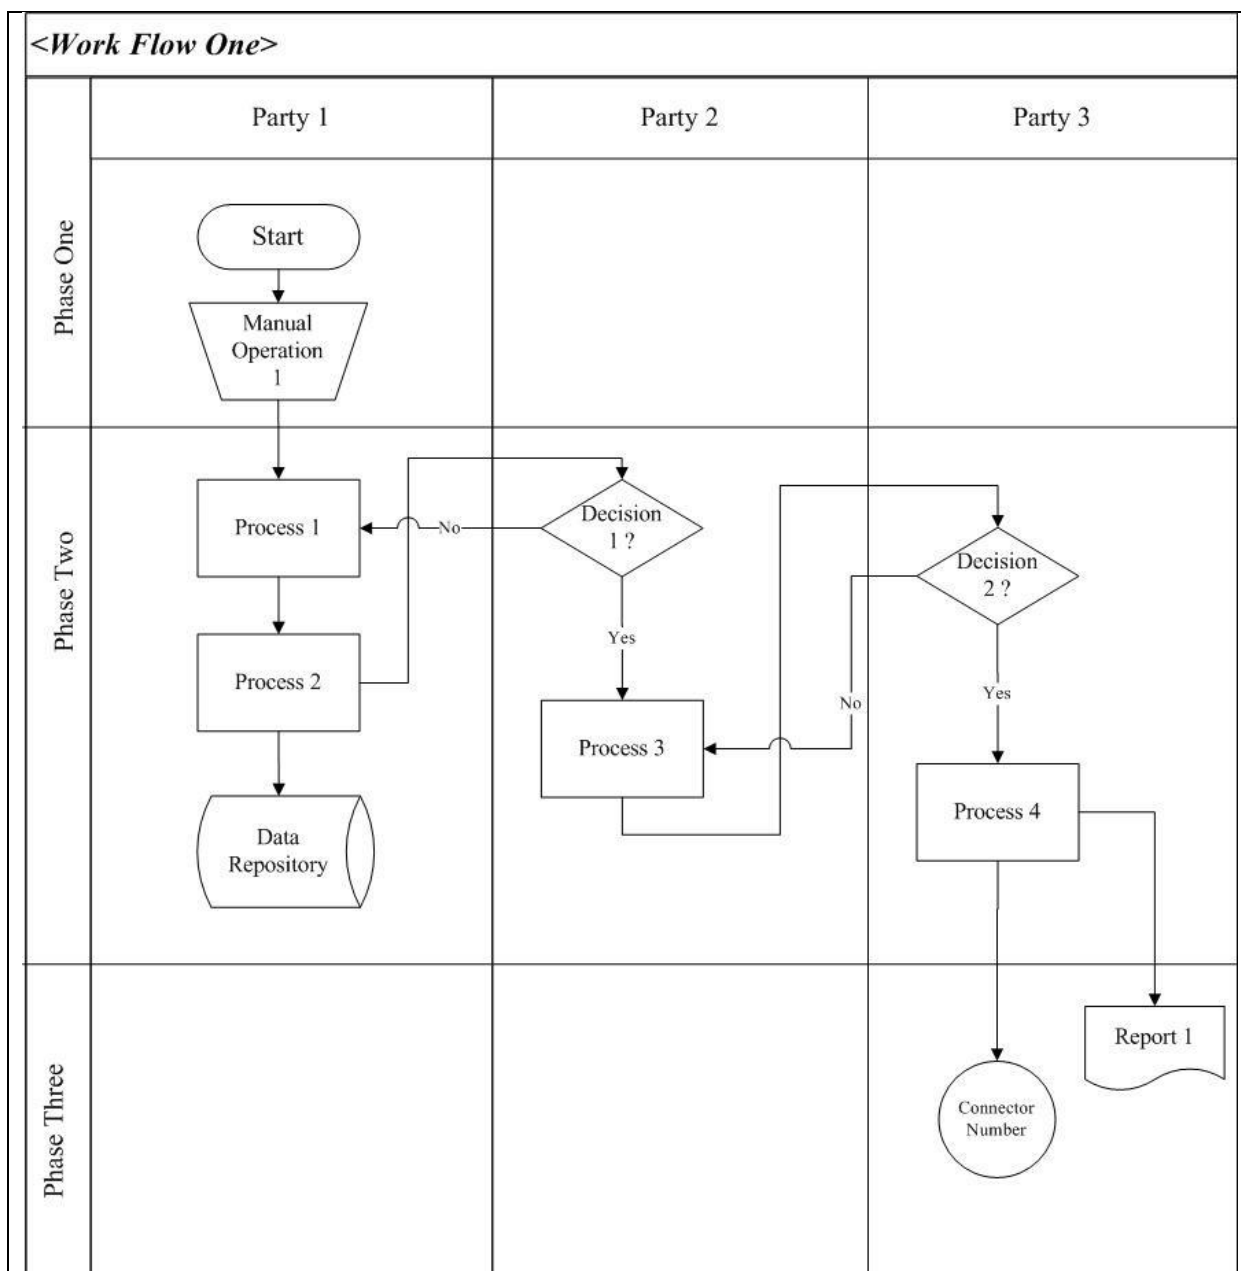 <Work Flow One>
Party 1
Party 2
Party 3
Phase One
Start
Manual
Operation
1
Phase Two
Process 1
No
Decision
1 ?
Decision
2 ?
Yes
Process 2
Yes
No
Process 3
Process 4
Data
Repository
Phase Three
Report 1
Connector
Number